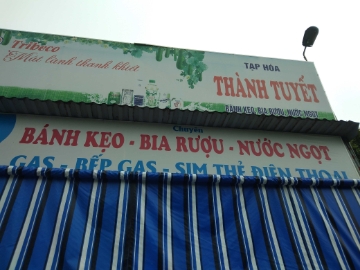 Tribeco
Mát lành thanh khiết
TẠP HÓA
THÀNH TUYẾT
BÁNH KẸO, BIA RƯỢU, NƯỚC NGỌT
Chuyên
BÁNH KẸO - BIA RƯỢU - NƯỚC NGỌT
GAS - BẾP GAS - SIM THẺ ĐIỆN THOẠI